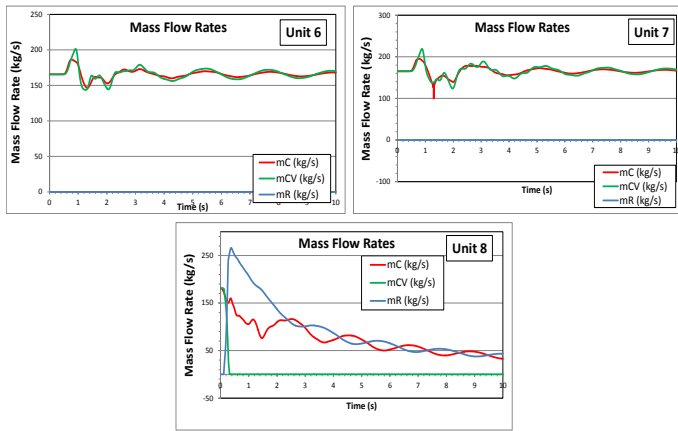 Mass Flow Rates
Unit 6
Mass Flow Rate (kg/s)
250
200
150
100
50
0
0 1 2 3 4 5 6 7 8 9 10
Time (s)
mC (kg/s)
mCV (kg/s)
mR (kg/s)
Mass Flow Rates
Unit 7
Mass Flow Rate (kg/s)
300
200
100
0
-100
0 1 2 3 4 5 6 7 8 9 10
Time (s)
mC (kg/s)
mCV (kg/s)
mR (kg/s)
Mass Flow Rates
Unit 8
Mass Flow Rate (kg/s)
250
150
50
-50
0 1 2 3 4 5 6 7 8 9 10
Time (s)
mC (kg/s)
mCV (kg/s)
mR (kg/s)